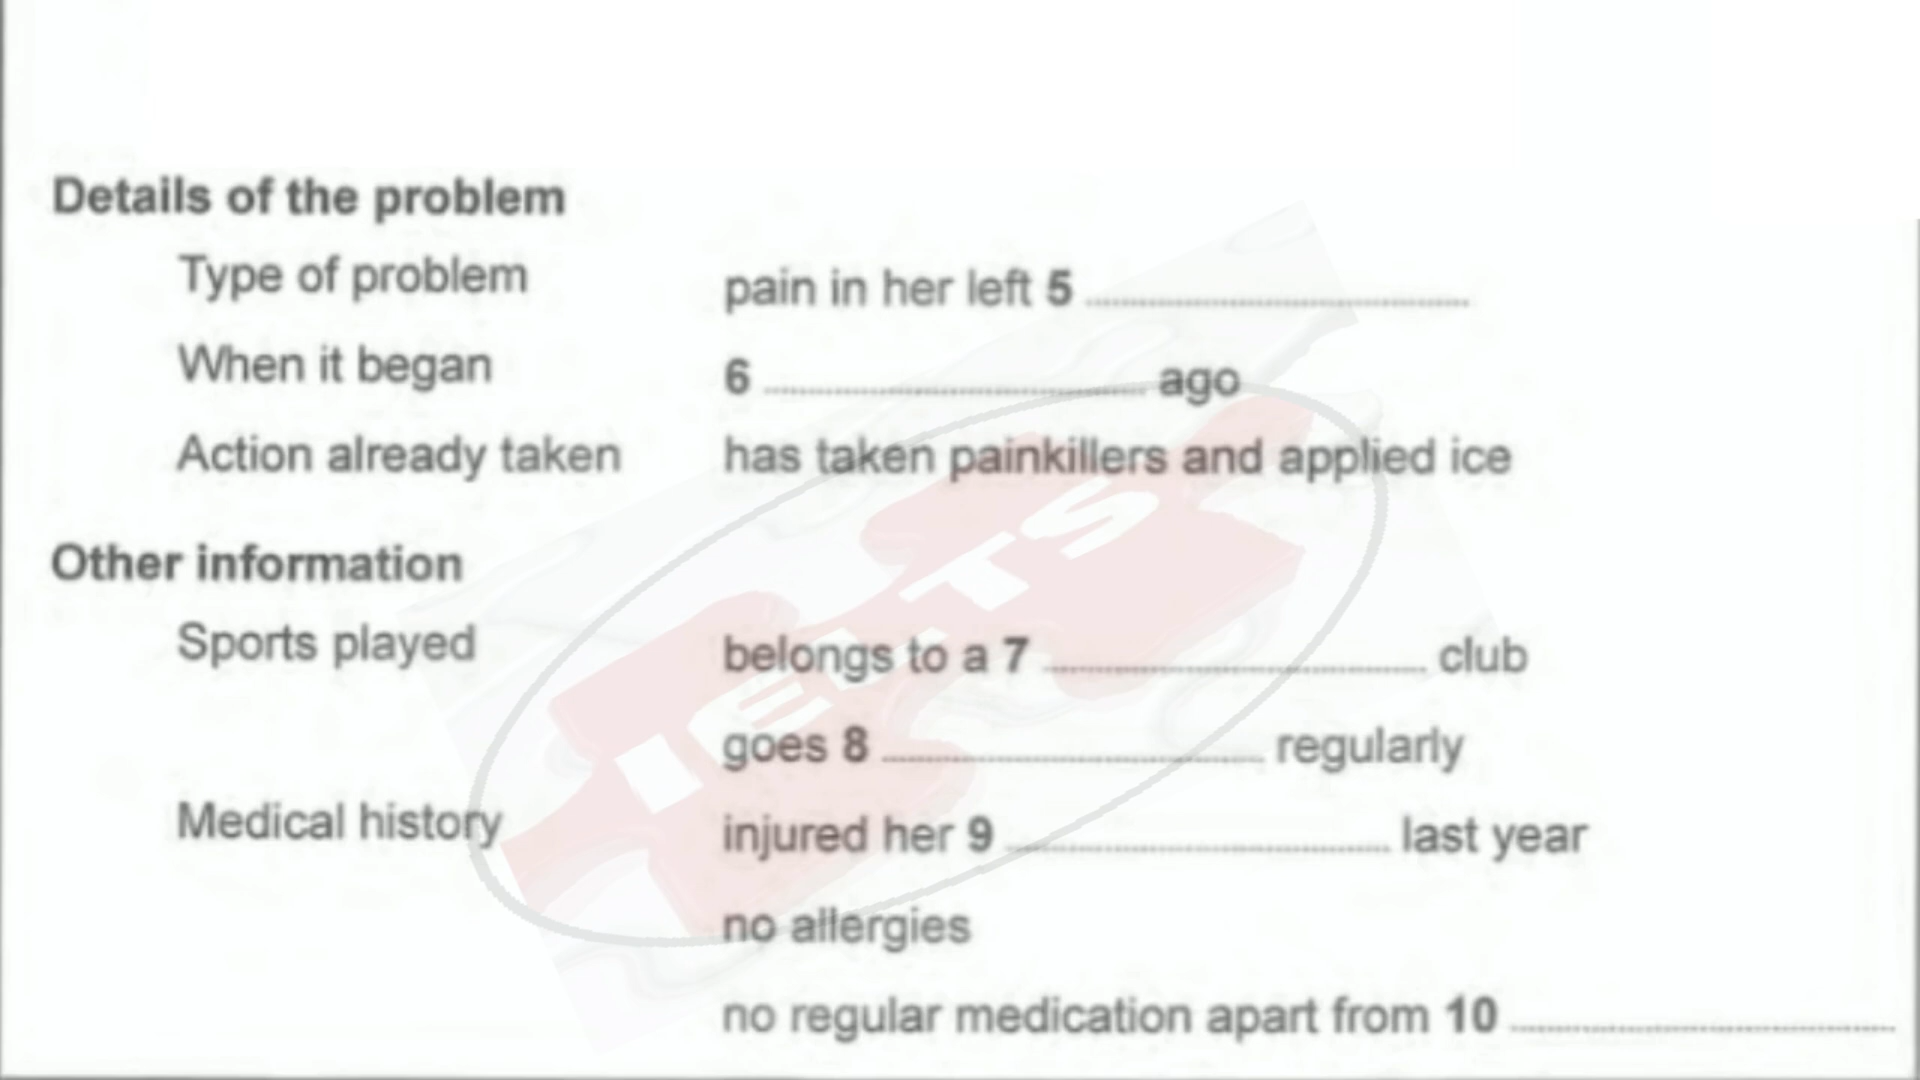 Details of the problem
Type of problem pain in her left 5 ........................................
When it began 6 ........................................ ago
Action already taken has taken painkillers and applied ice
Other information
Sports played belongs to a 7 ........................................ club
goes 8 ........................................ regularly
Medical history injured her 9 ........................................ last year
no allergies
no regular medication apart from 10 ........................................
IELTS